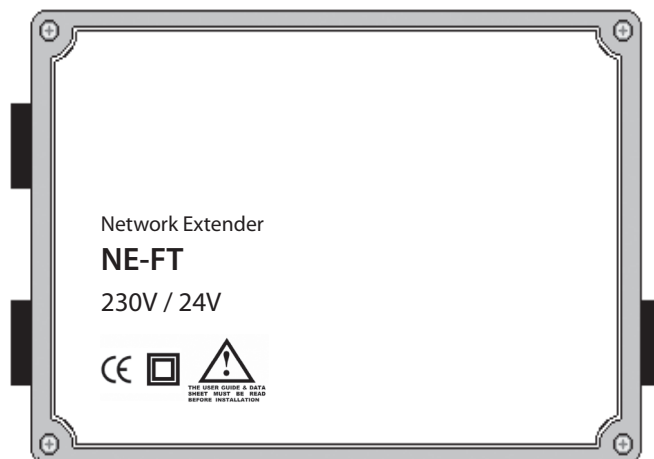 Network Extender
NE-FT
230V / 24V
CE
THE USER GUIDE & DATA
SHEET MUST BE READ
BEFORE INSTALLATION